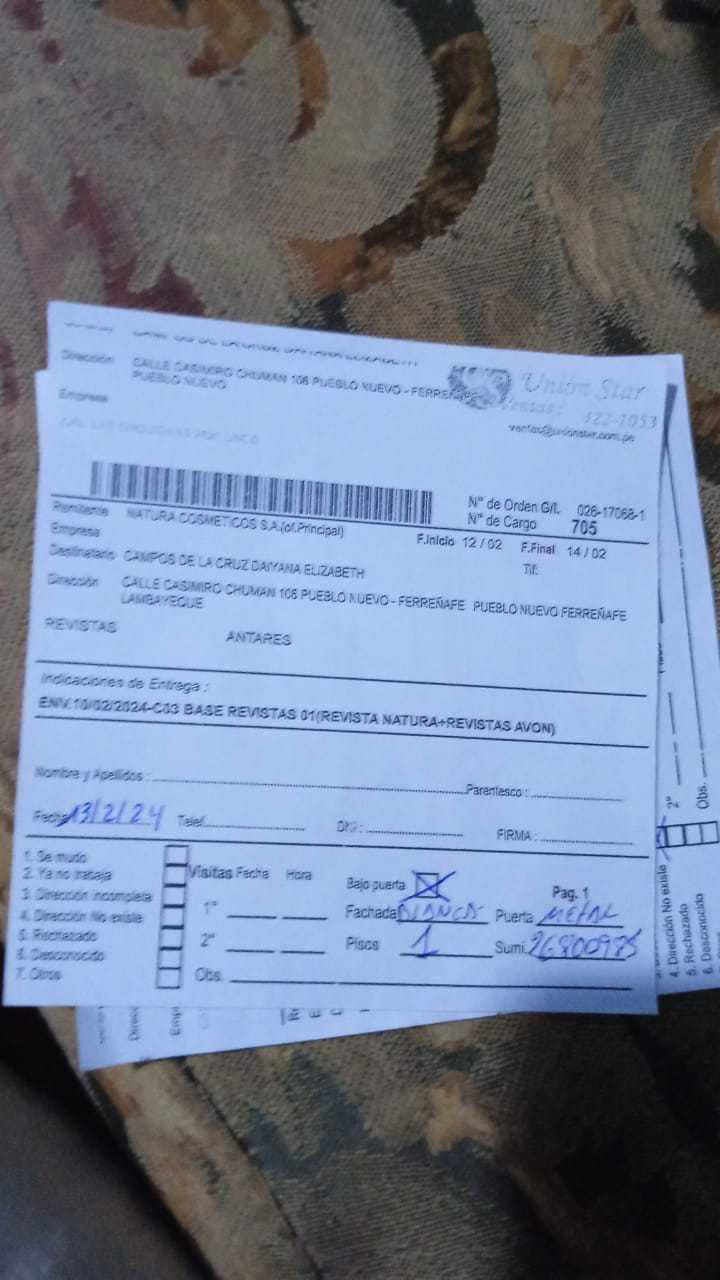 Dirección CALLE CASIMIRO CHUMAN 106 PUEBLO NUEVO - FERREÑAFE
PUEBLO NUEVO
Empresa
Union Star
Ventas: 422-1053
ventas@unionstar.com.pe
N° de Orden G/I. 026-17068-1
N° de Cargo 705
Remitente NATURA COSMETICOS S.A.(of.Principal)
F.Inicio 12 / 02 F.Final 14 / 02
Empresa
Tlf:
Destinatario CAMPOS DE LA CRUZ DAIYANA ELIZABETH
Dirección CALLE CASIMIRO CHUMAN 106 PUEBLO NUEVO - FERREÑAFE PUEBLO NUEVO FERREÑAFE
LAMBAYEQUE
REVISTAS ANTARES
Indicaciones de Entrega :
ENV.10/02/2024-C03 BASE REVISTAS 01(REVISTA NATURA+REVISTAS AVON)
Nombre y Apellidos : Parentesco :
Fecha 13/2/24 Telef. DNI : FIRMA :
1. Se mudo
2. Ya no trabaja
3. Dirección incompleta
4. Dirección No existe
5. Rechazado
6. Desconocido
7. Otros
Visitas Fecha Hora
1°
2°
Obs.
Bajo puerta Pag. 1
Fachada BLANCA Puerta METAL
Pisos 1 Sumi. 26800985
2°
Obs.
4. Dirección No existe
5. Rechazado
6. Desconocido